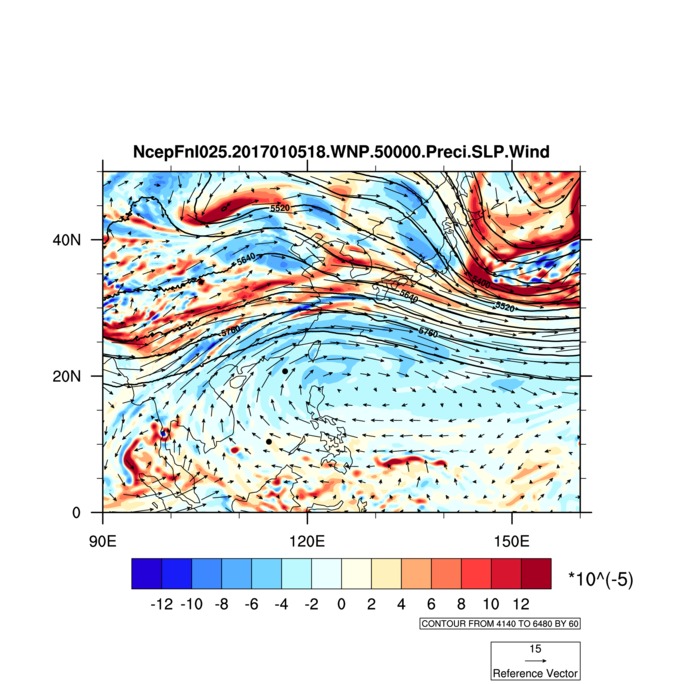 NcepFnl025.2017010518.WNP.50000.Preci.SLP.Wind
5520
40N
5640
5640
5520
5760
5760
20N
0
90E 120E 150E
*10^(-5)
-12 -10 -8 -6 -4 -2 0 2 4 6 8 10 12
CONTOUR FROM 4140 TO 6480 BY 60
15
Reference Vector